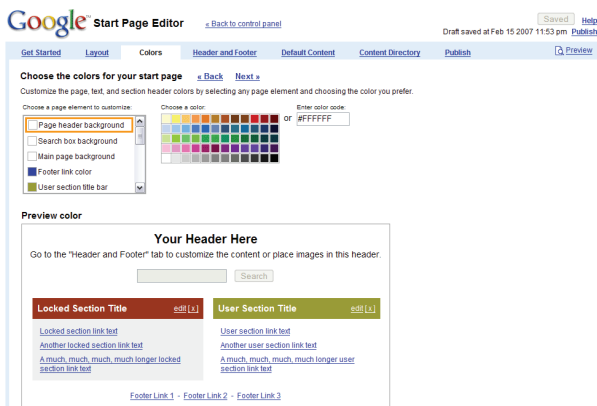 Google™ Start Page Editor « Back to control panel
Saved Help
Draft saved at Feb 15 2007 11:53 pm Publish
Get Started Layout Colors Header and Footer Default Content Content Directory Publish Preview
Choose the colors for your start page « Back Next »
Customize the page, text, and section header colors by selecting any page element and choosing the color you prefer.
Choose a page element to customize: Choose a color: Enter color code:
Page header background or #FFFFFF
Search box background
Main page background
Footer link color
User section title bar
Preview color
Your Header Here
Go to the "Header and Footer" tab to customize the content or place images in this header.
Search
Locked Section Title edit [x] User Section Title edit [x]
Locked section link text User section link text
Another locked section link text Another user section link text
A much, much, much, much longer locked A much, much, much, much longer user
section link text section link text
Footer Link 1 - Footer Link 2 - Footer Link 3